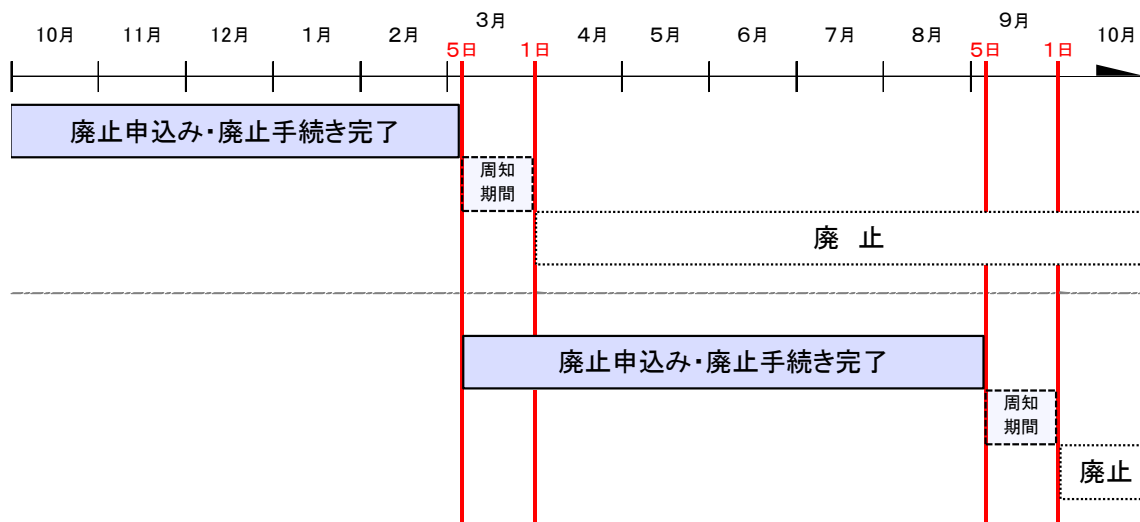 10月 11月 12月 1月 2月 3月 4月 5月 6月 7月 8月 9月 10月
5日 1日 5日 1日
廃止申込み・廃止手続き完了
周知
期間
廃 止
廃止申込み・廃止手続き完了
周知
期間
廃止